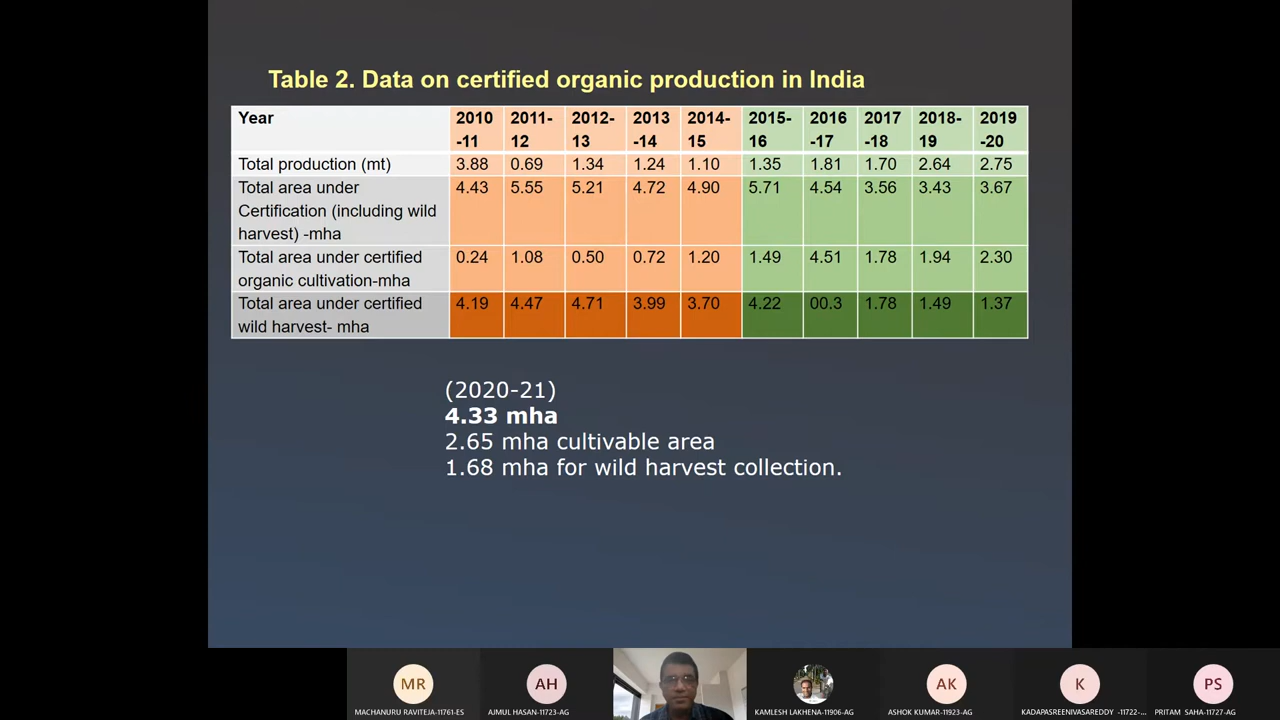 Table 2. Data on certified organic production in India
Year 2010 2011- 2012- 2013 2014- 2015- 2016 2017 2018- 2019
-11 12 13 -14 15 16 -17 -18 19 -20
Total production (mt) 3.88 0.69 1.34 1.24 1.10 1.35 1.81 1.70 2.64 2.75
Total area under 4.43 5.55 5.21 4.72 4.90 5.71 4.54 3.56 3.43 3.67
Certification (including wild
harvest) -mha
Total area under certified 0.24 1.08 0.50 0.72 1.20 1.49 4.51 1.78 1.94 2.30
organic cultivation-mha
Total area under certified 4.19 4.47 4.71 3.99 3.70 4.22 00.3 1.78 1.49 1.37
wild harvest- mha
(2020-21)
4.33 mha
2.65 mha cultivable area
1.68 mha for wild harvest collection.
MR AH AK K PS
MACHANURU RAVITEJA-11761-ES AJMUL HASAN-11723-AG KAMLESH LAKHENA-11906-AG ASHOK KUMAR-11923-AG KADAPASREENIVASAREDDY -11722-... PRITAM SAHA-11727-AG